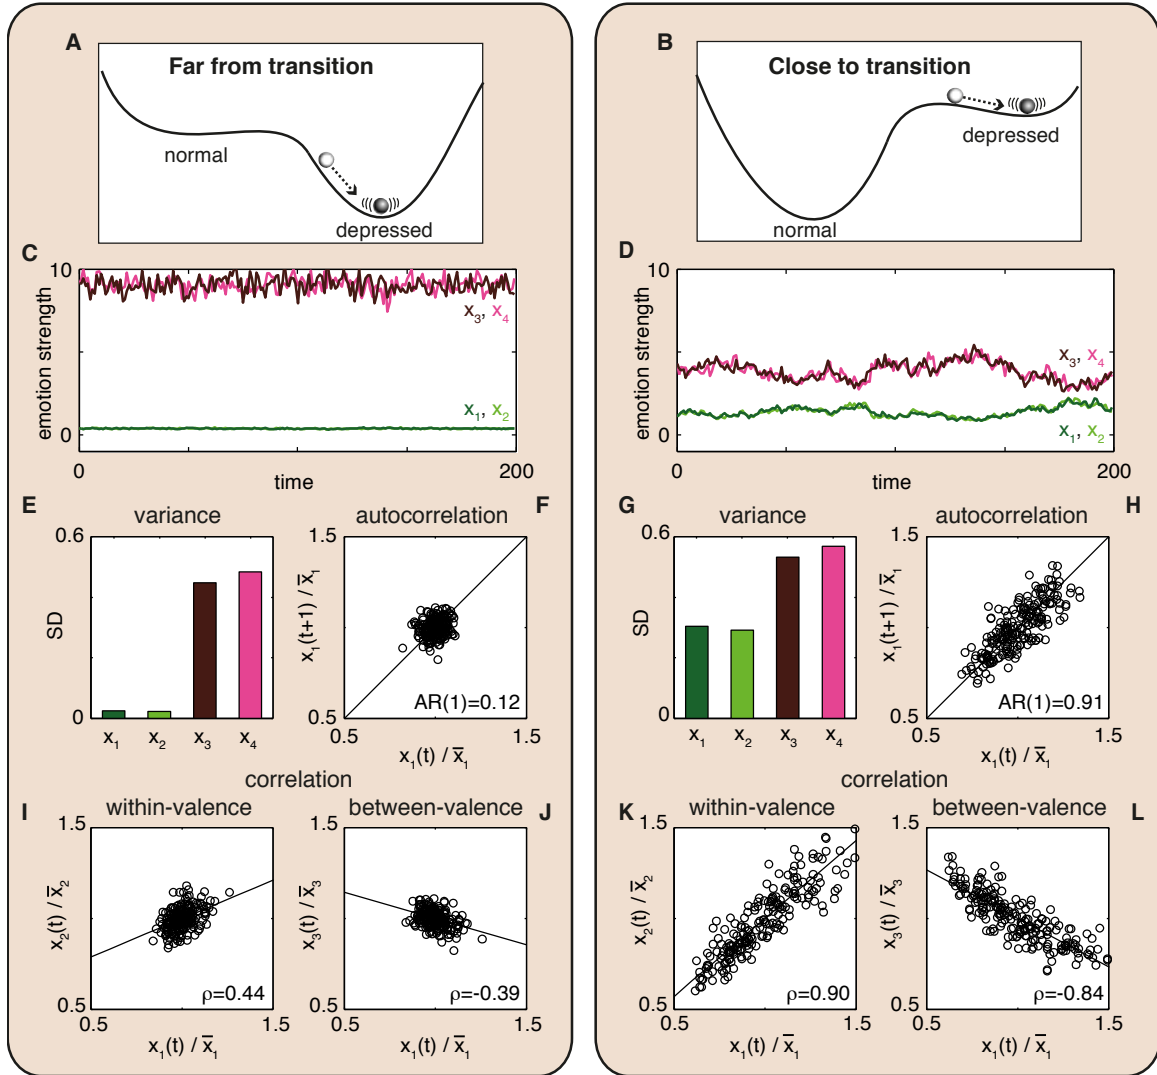 A
Far from transition
normal
depressed
B
Close to transition
depressed
normal
C
10
emotion strength
x3, x4
x1, x2
0
0
200
time
D
10
emotion strength
x3, x4
x1, x2
0
0
200
time
E
variance
0.6
SD
0
x1 x2 x3 x4
autocorrelation
F
1.5
x1(t+1) / x̅1
AR(1)=0.12
0.5
0.5
1.5
x1(t) / x̅1
G
variance
0.6
SD
0
x1 x2 x3 x4
autocorrelation
H
1.5
x1(t+1) / x̅1
AR(1)=0.91
0.5
0.5
1.5
x1(t) / x̅1
correlation
I
within-valence
1.5
x2(t) / x̅2
ρ=0.44
0.5
0.5
1.5
x1(t) / x̅1
between-valence
J
1.5
x3(t) / x̅3
ρ=-0.39
0.5
0.5
1.5
x1(t) / x̅1
correlation
K
within-valence
1.5
x2(t) / x̅2
ρ=0.90
0.5
0.5
1.5
x1(t) / x̅1
between-valence
L
1.5
x3(t) / x̅3
ρ=-0.84
0.5
0.5
1.5
x1(t) / x̅1